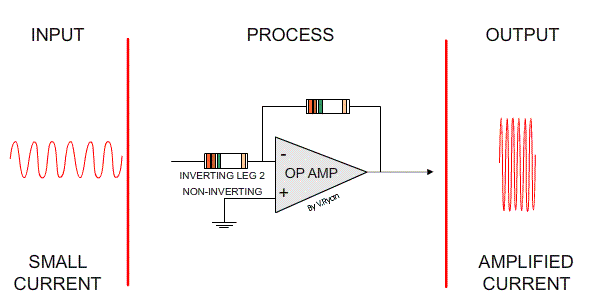 INPUT
PROCESS
OUTPUT
INVERTING LEG 2
NON-INVERTING
-
+
OP AMP
By V.Ryan
SMALL
CURRENT
AMPLIFIED
CURRENT